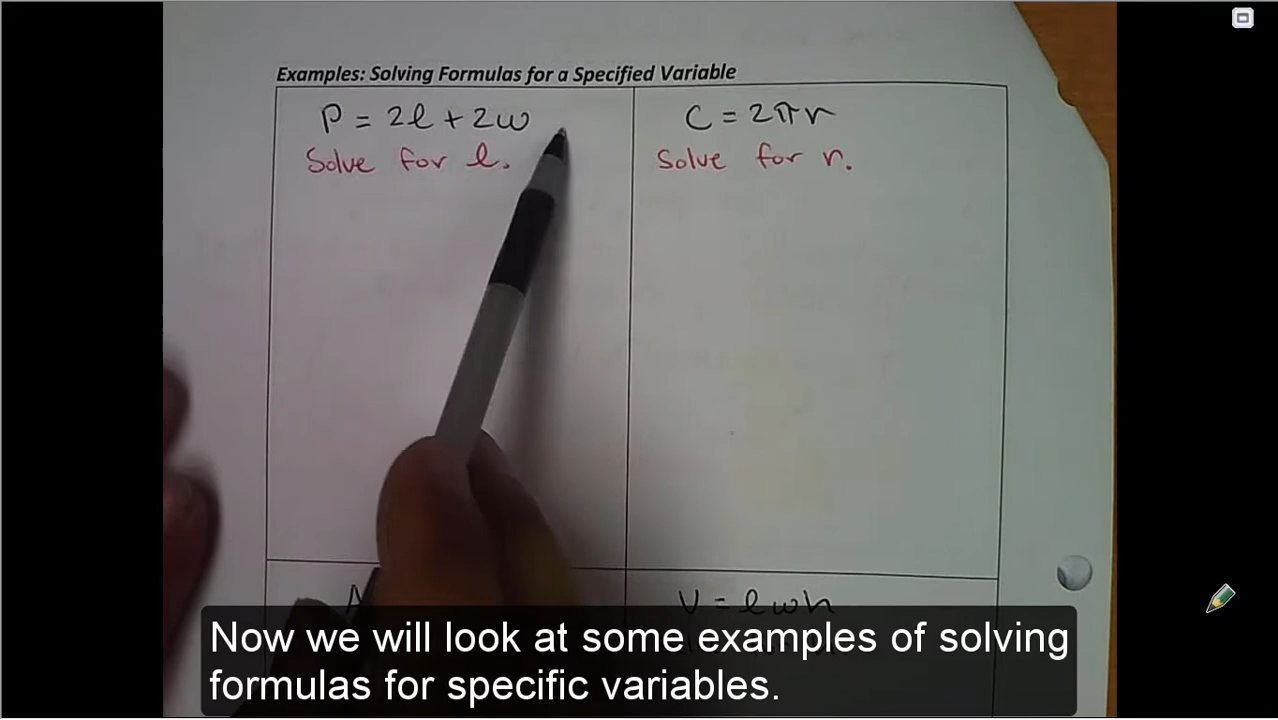 Examples: Solving Formulas for a Specified Variable
P = 2l + 2w
Solve for l.
C = 2πr
Solve for r.
V = lwh
Now we will look at some examples of solving
formulas for specific variables.